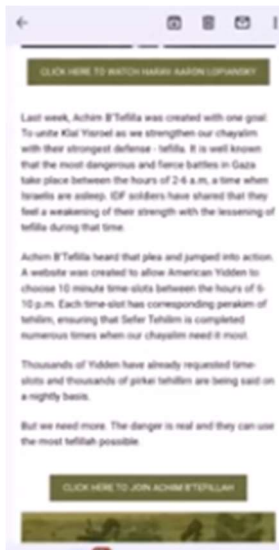 CLICK HERE TO WATCH HARAV AARON LOPIANSKY
Last week, Achim B'Tefilla was created with one goal:
To unite Klal Yisroel as we strengthen our chayalim
with their strongest defense - tefilla. It is well known
that the most dangerous and fierce battles in Gaza
take place between the hours of 2-6 a.m, a time when
Israelis are asleep. IDF soldiers have shared that they
feel a weakening of their strength with the lessening of
tefilla during that time.
Achim B'Tefilla heard that plea and jumped into action.
A website was created to allow American Yidden to
choose 10 minute time-slots between the hours of 6-
10 p.m. Each time-slot has corresponding perakim of
tehilim, ensuring that Sefer Tehilim is completed
numerous times when our chayalim need it most.
Thousands of Yidden have already requested time-
slots and thousands of pirkei tehillim are being said on
a nightly basis.
But we need more. The danger is real and they can use
the most tefillah possible.
CLICK HERE TO JOIN ACHIM B'TEFILLAH